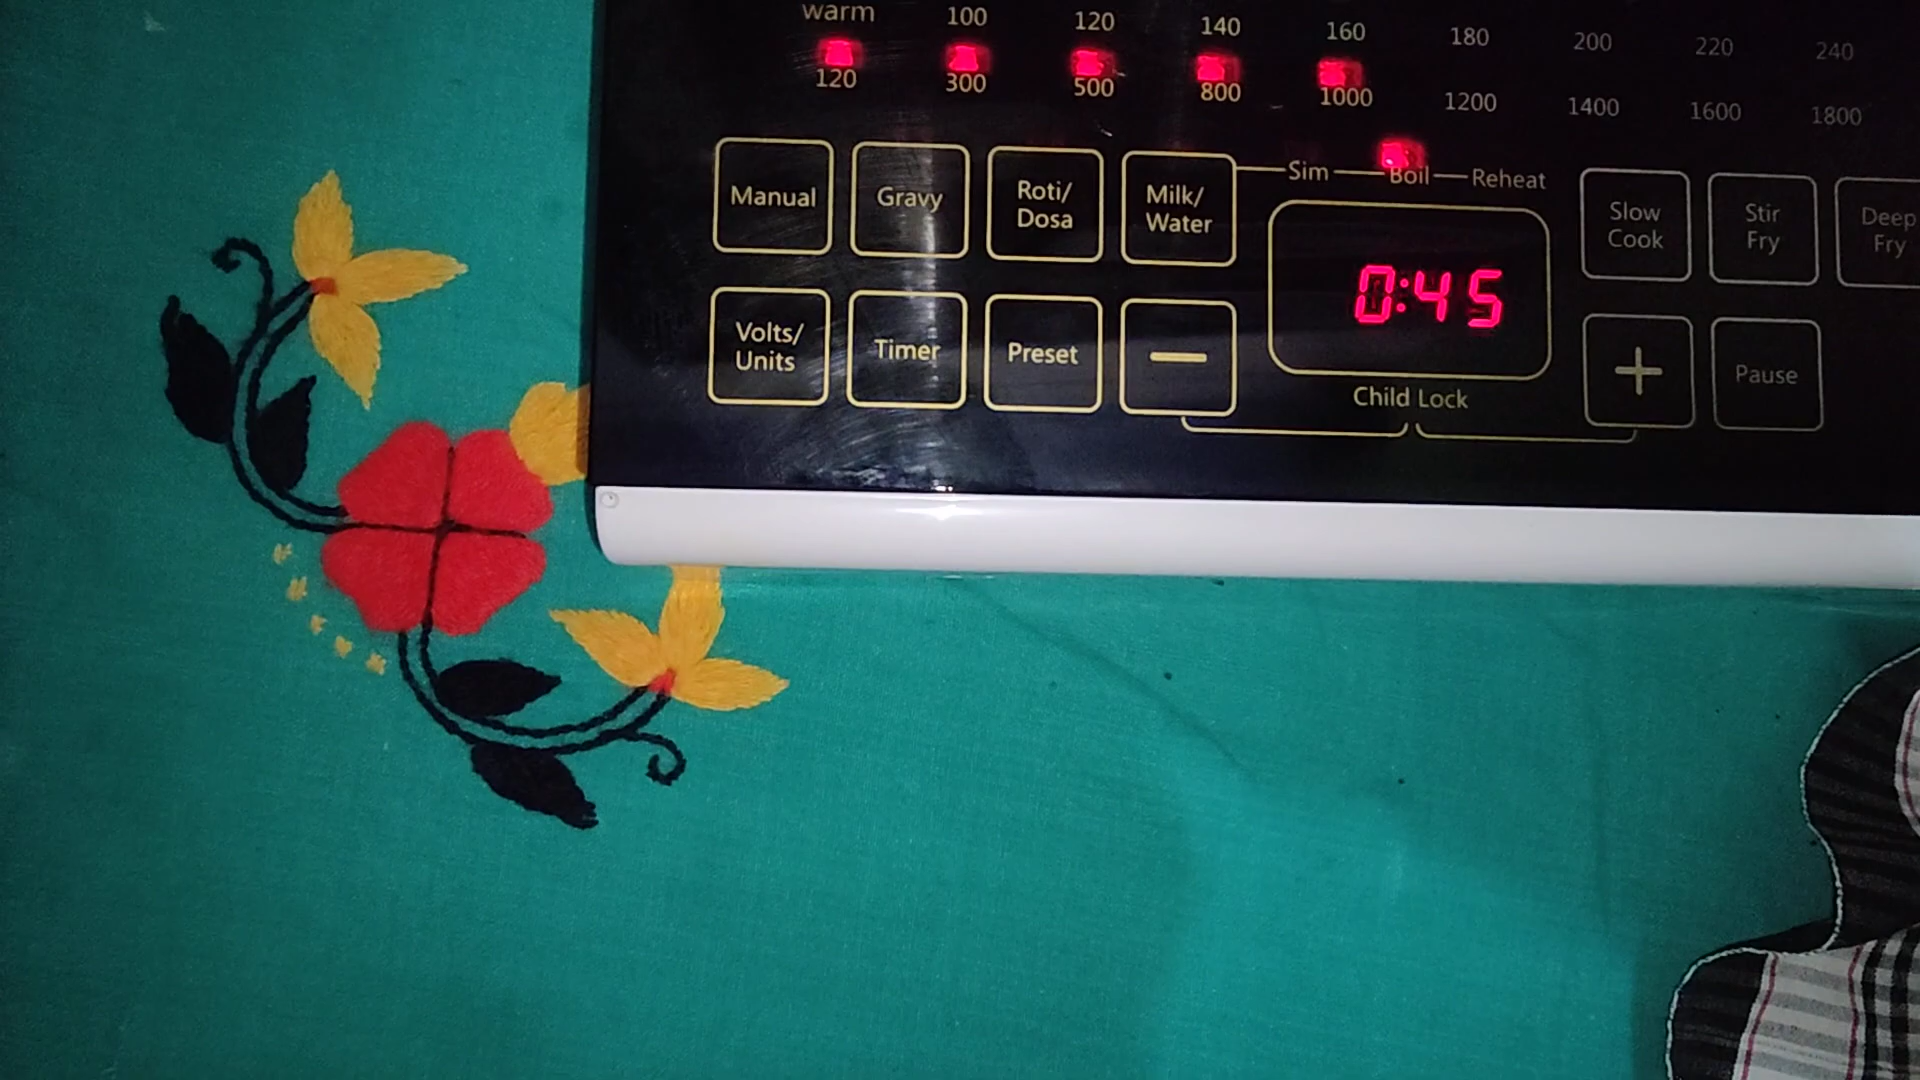 warm 100 120 140 160 180 200 220 240
120 300 500 800 1000 1200 1400 1600 1800
Sim Boil Reheat
Manual
Gravy
Roti/
Dosa
Milk/
Water
Slow
Cook
Stir
Fry
Deep
Fry
0:45
Volts/
Units
Timer
Preset
−
+
Pause
Child Lock